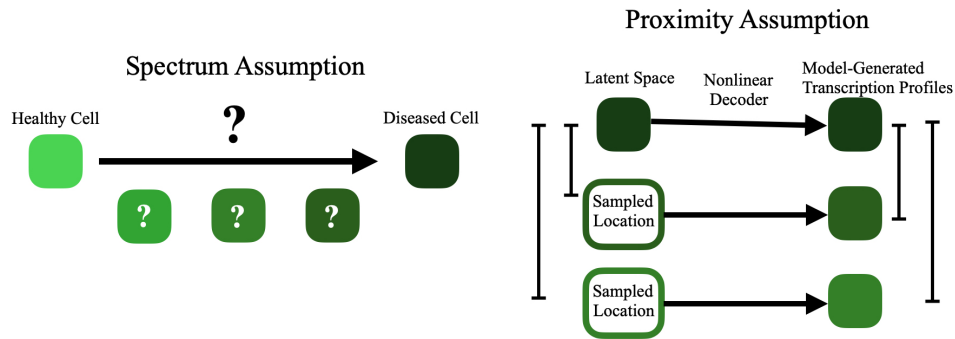 Spectrum Assumption
Healthy Cell
?
Diseased Cell
?
?
?
Proximity Assumption
Latent Space
Nonlinear
Decoder
Model-Generated
Transcription Profiles
Sampled
Location
Sampled
Location